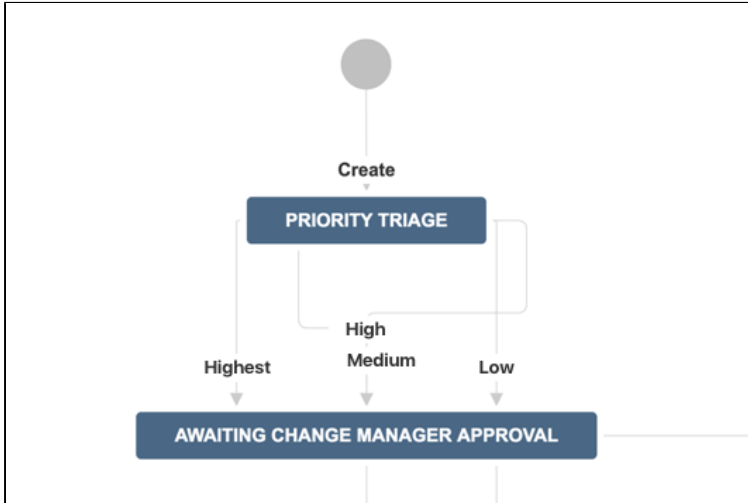 Create
PRIORITY TRIAGE
High
Medium
Highest
Low
AWAITING CHANGE MANAGER APPROVAL